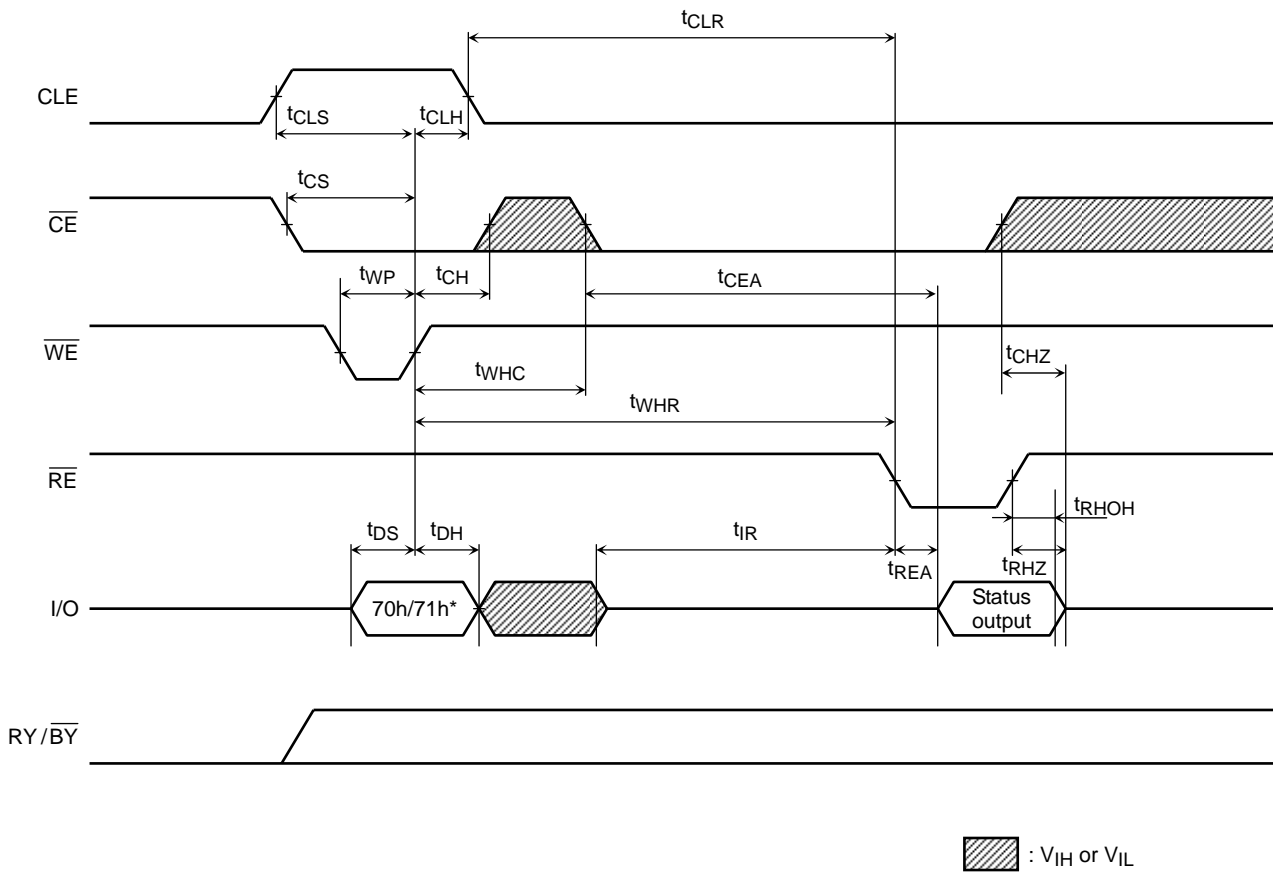 tCLR
CLE
tCLS
tCLH
tCS
CE
tWP
tCH
tCEA
WE
tCHZ
tWHC
tWHR
RE
tRHOH
tDS
tDH
tIR
tREA
tRHZ
I/O
70h/71h*
Status
output
RY/BY
: VIH or VIL